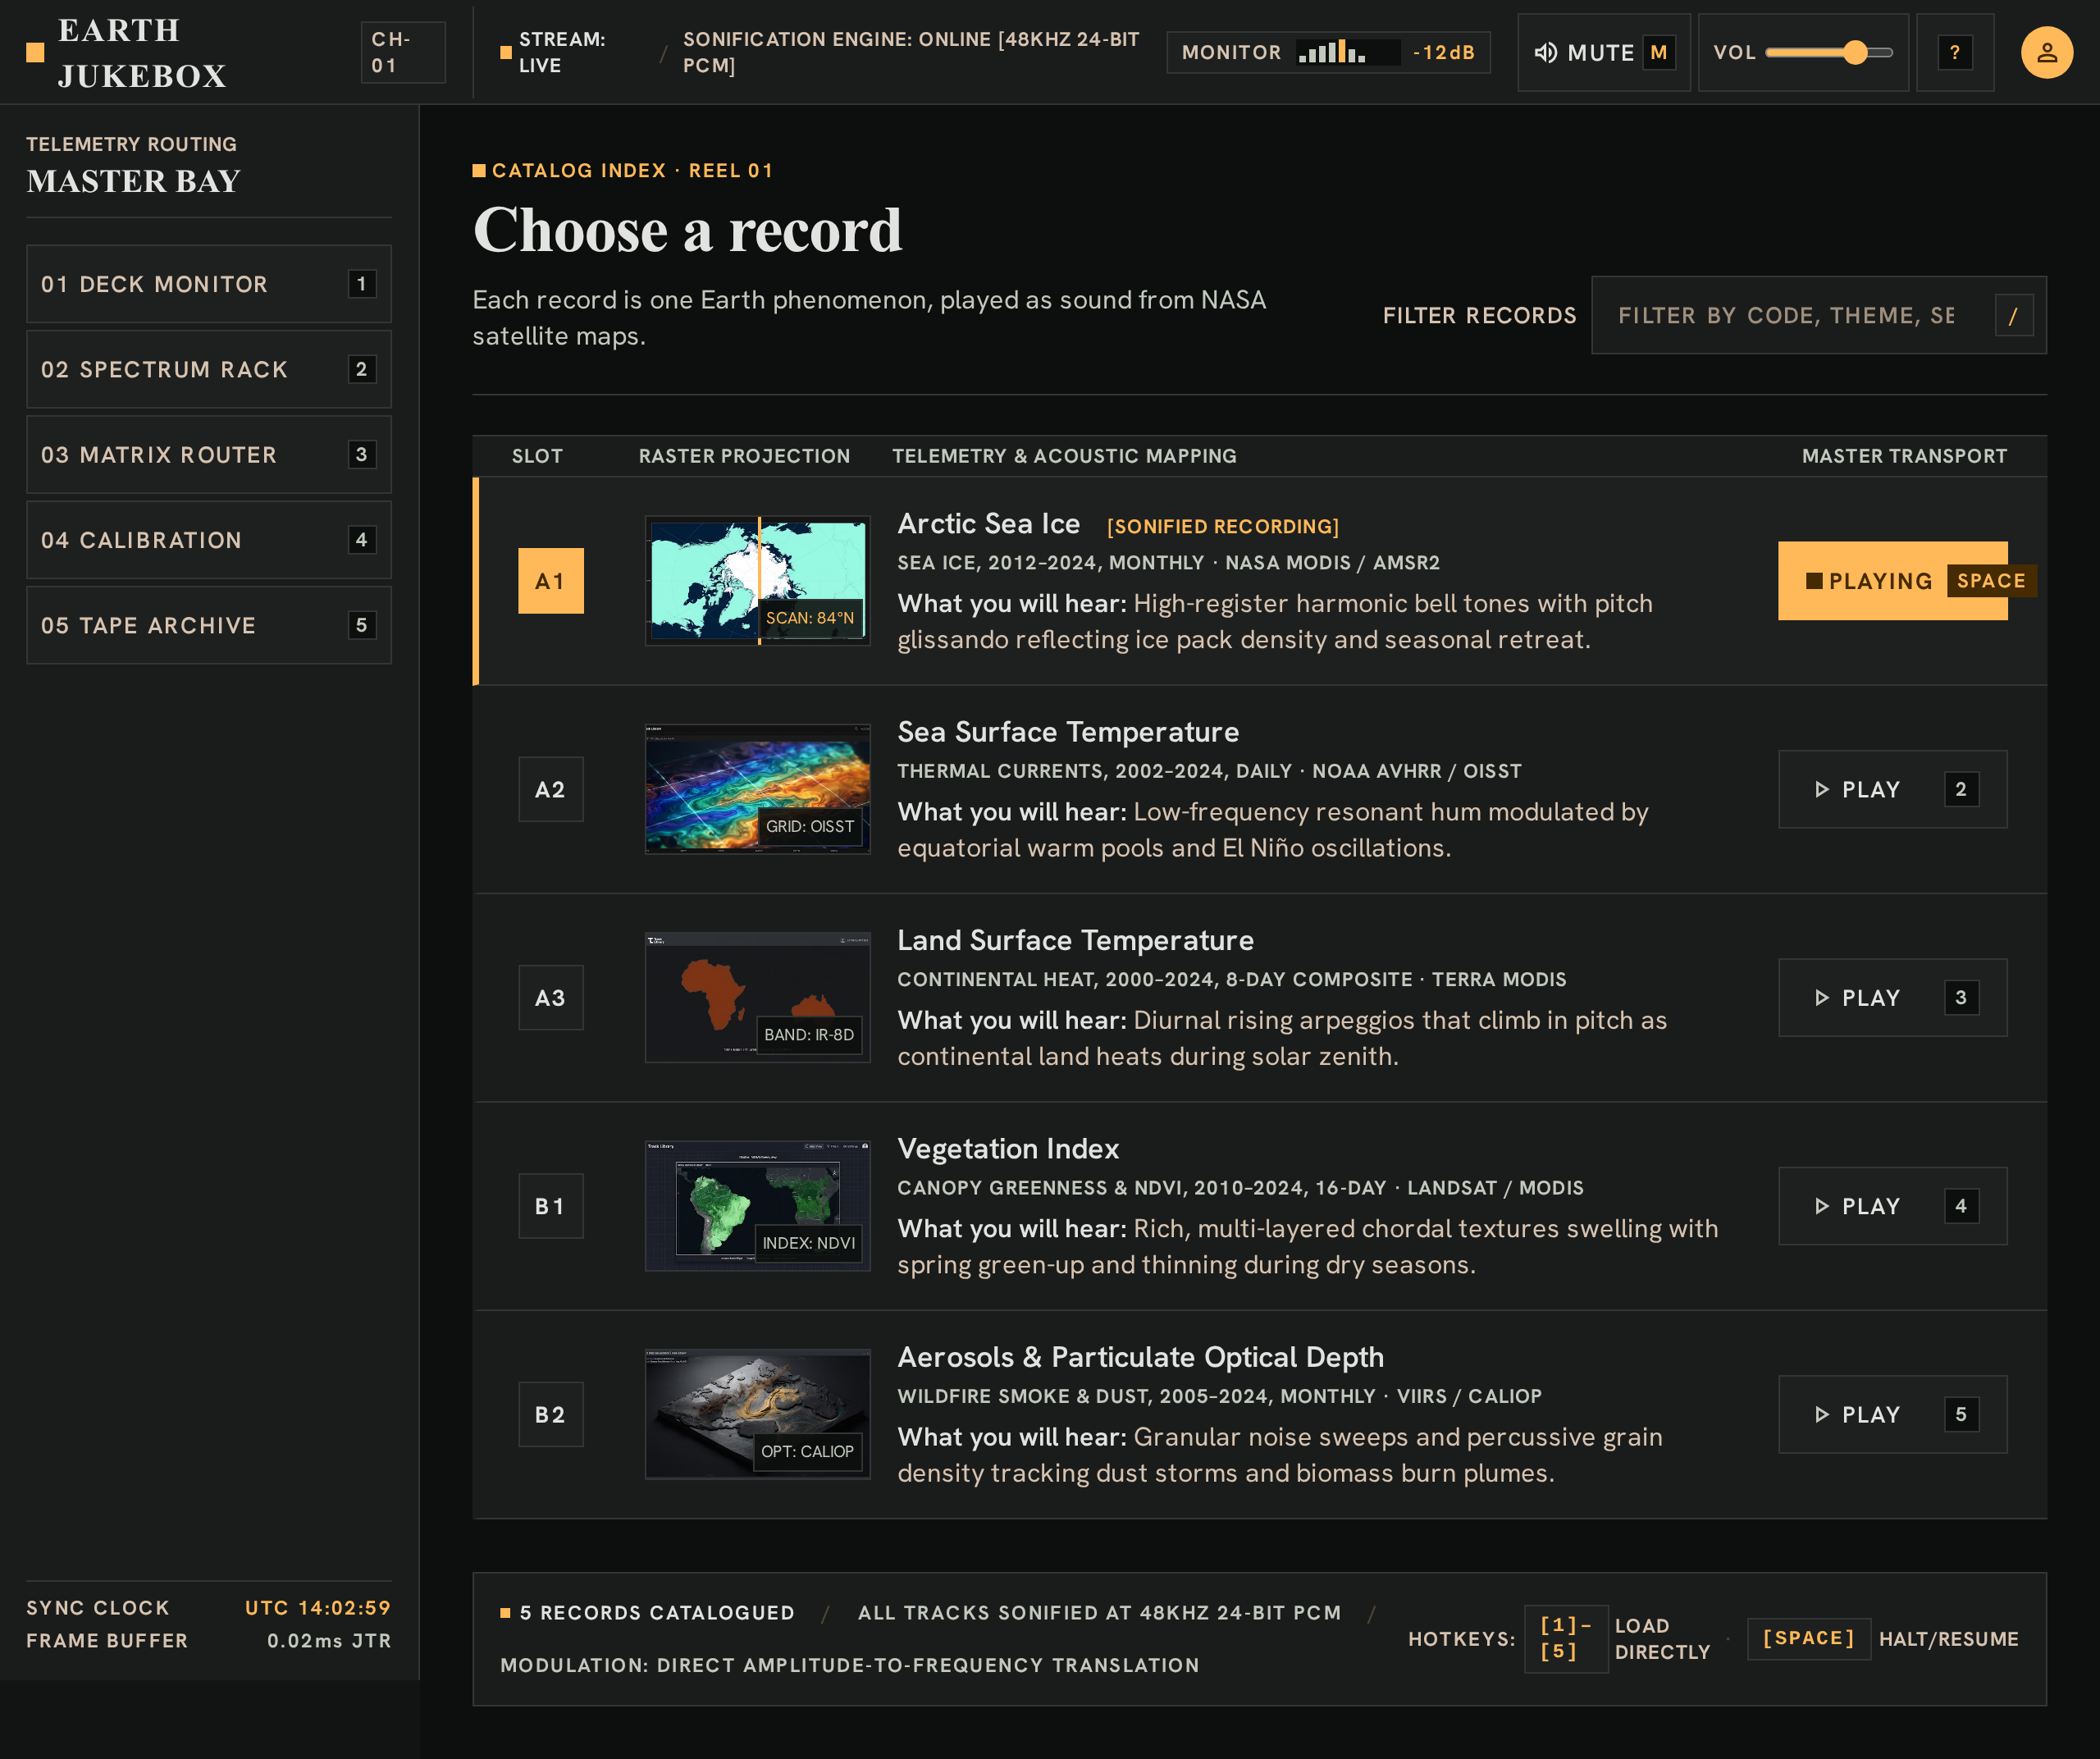 EARTH
JUKEBOX
CH-
01
STREAM:
LIVE
/
SONIFICATION ENGINE: ONLINE [48KHZ 24-BIT
PCM]
MONITOR -12dB
MUTE M
VOL
?
TELEMETRY ROUTING
MASTER BAY
01 DECK MONITOR 1
02 SPECTRUM RACK 2
03 MATRIX ROUTER 3
04 CALIBRATION 4
05 TAPE ARCHIVE 5
SYNC CLOCK UTC 14:02:59
FRAME BUFFER 0.02ms JTR
CATALOG INDEX · REEL 01
Choose a record
Each record is one Earth phenomenon, played as sound from NASA
satellite maps.
FILTER RECORDS
FILTER BY CODE, THEME, SE
/
SLOT RASTER PROJECTION TELEMETRY & ACOUSTIC MAPPING MASTER TRANSPORT
A1
SCAN: 84°N
Arctic Sea Ice [SONIFIED RECORDING]
SEA ICE, 2012–2024, MONTHLY · NASA MODIS / AMSR2
What you will hear: High-register harmonic bell tones with pitch
glissando reflecting ice pack density and seasonal retreat.
PLAYING SPACE
A2
GRID: OISST
Sea Surface Temperature
THERMAL CURRENTS, 2002–2024, DAILY · NOAA AVHRR / OISST
What you will hear: Low-frequency resonant hum modulated by
equatorial warm pools and El Niño oscillations.
PLAY 2
A3
BAND: IR-8D
Land Surface Temperature
CONTINENTAL HEAT, 2000–2024, 8-DAY COMPOSITE · TERRA MODIS
What you will hear: Diurnal rising arpeggios that climb in pitch as
continental land heats during solar zenith.
PLAY 3
B1
Track Library
INDEX: NDVI
Vegetation Index
CANOPY GREENNESS & NDVI, 2010–2024, 16-DAY · LANDSAT / MODIS
What you will hear: Rich, multi-layered chordal textures swelling with
spring green-up and thinning during dry seasons.
PLAY 4
B2
OPT: CALIOP
Aerosols & Particulate Optical Depth
WILDFIRE SMOKE & DUST, 2005–2024, MONTHLY · VIIRS / CALIOP
What you will hear: Granular noise sweeps and percussive grain
density tracking dust storms and biomass burn plumes.
PLAY 5
5 RECORDS CATALOGUED / ALL TRACKS SONIFIED AT 48KHZ 24-BIT PCM /
MODULATION: DIRECT AMPLITUDE-TO-FREQUENCY TRANSLATION
HOTKEYS:
[1]–
[5]
LOAD
DIRECTLY
·
[SPACE] HALT/RESUME